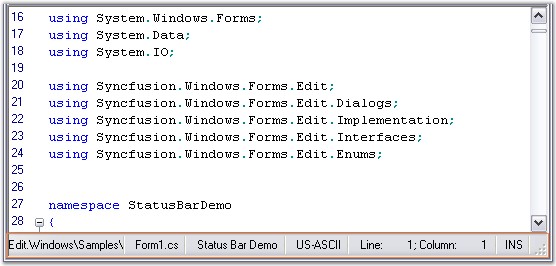 16 using System.Windows.Forms;
17 using System.Data;
18 using System.IO;
19
20 using Syncfusion.Windows.Forms.Edit;
21 using Syncfusion.Windows.Forms.Edit.Dialogs;
22 using Syncfusion.Windows.Forms.Edit.Implementation;
23 using Syncfusion.Windows.Forms.Edit.Interfaces;
24 using Syncfusion.Windows.Forms.Edit.Enums;
25
26
27 namespace StatusBarDemo
28 {
Edit.Windows\Samples\ Form1.cs Status Bar Demo US-ASCII Line: 1; Column: 1 INS